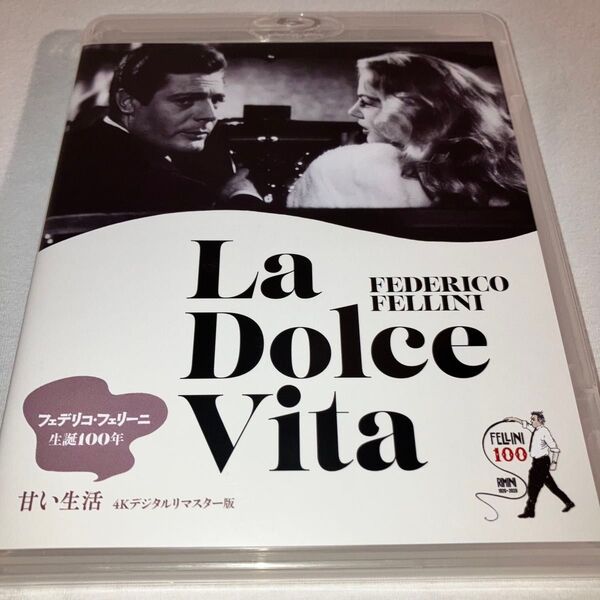 La
Dolce
Vita
FEDERICO
FELLINI
フェデリコ・フェリーニ
生誕100年
甘い生活 4Kデジタルリマスター版
FELLINI
100
RIMINI
1920-2020